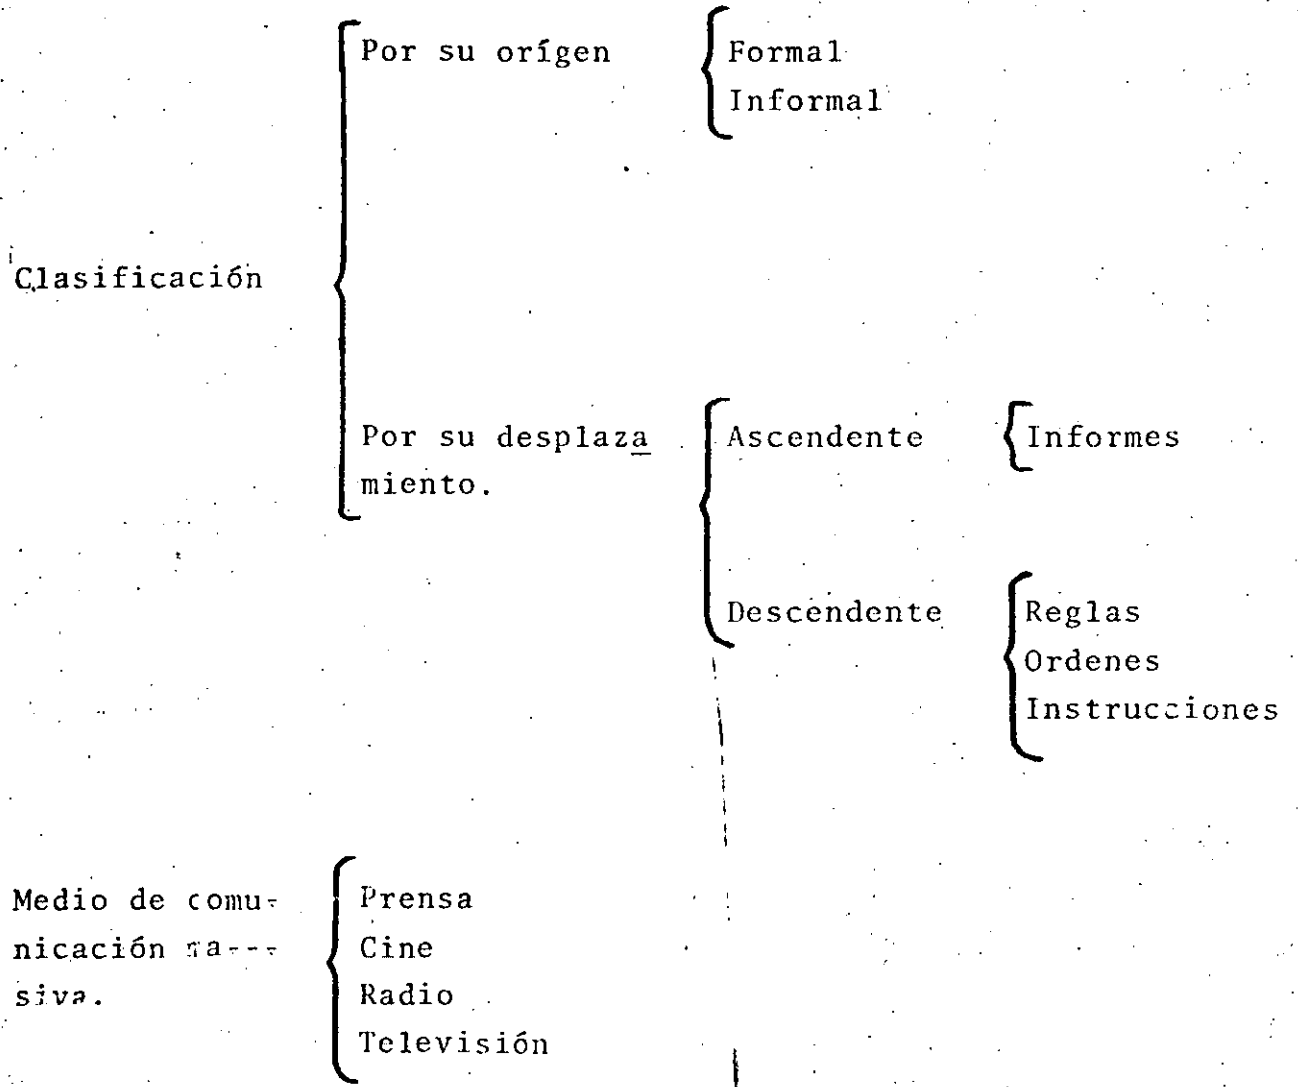 Por su orígen
Formal
Informal
Clasificación
Por su desplaza
miento.
Ascendente
Informes
Descendente
Reglas
Ordenes
Instrucciones
Medio de comu-
nicación ma---
siva.
Prensa
Cine
Radio
Televisión